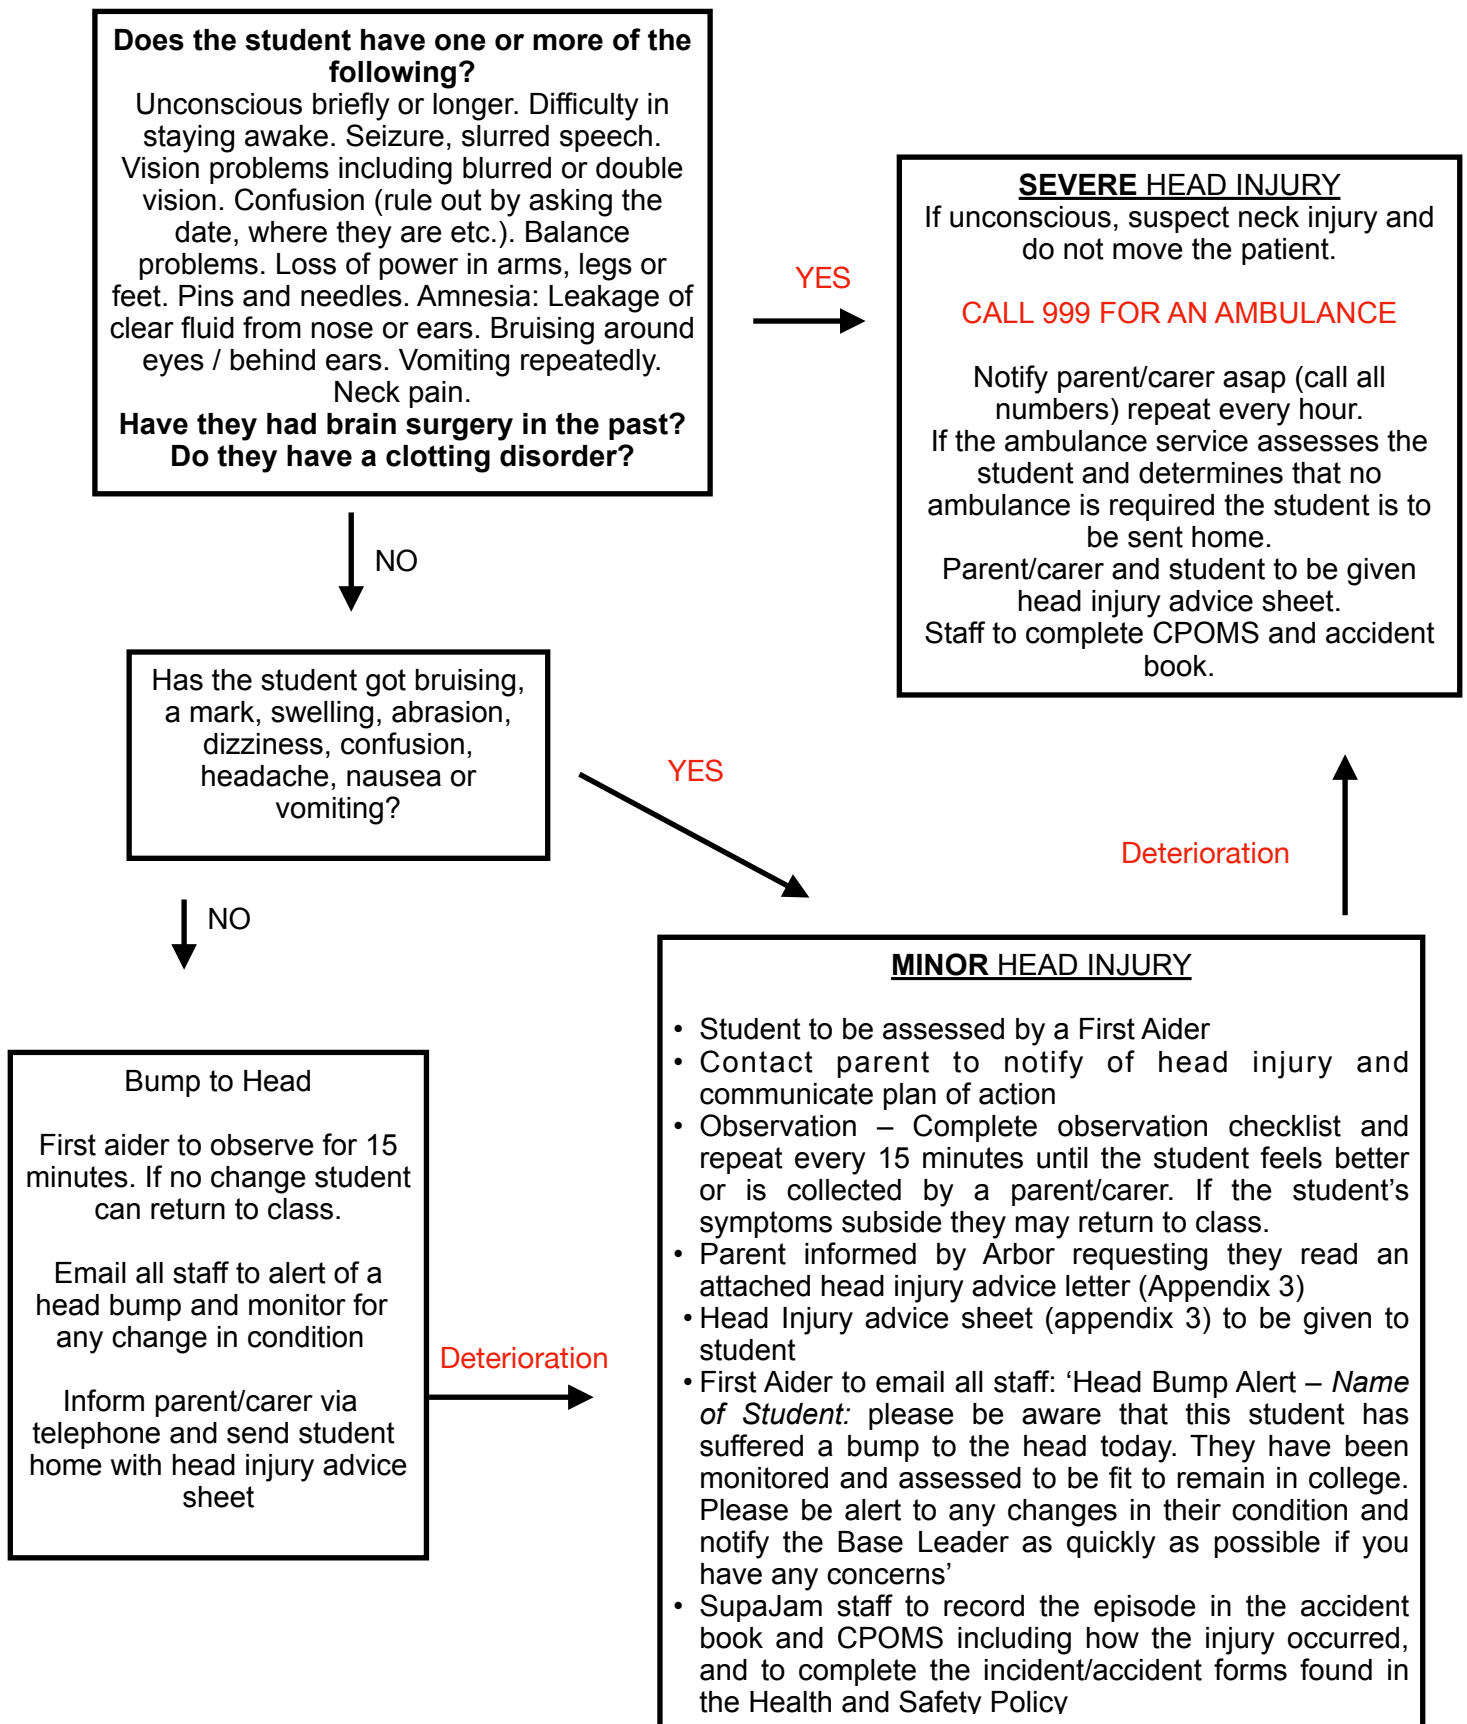 Does the student have one or more of the
following?
Unconscious briefly or longer. Difficulty in
staying awake. Seizure, slurred speech.
Vision problems including blurred or double
vision. Confusion (rule out by asking the
date, where they are etc.). Balance
problems. Loss of power in arms, legs or
feet. Pins and needles. Amnesia: Leakage of
clear fluid from nose or ears. Bruising around
eyes / behind ears. Vomiting repeatedly.
Neck pain.
Have they had brain surgery in the past?
Do they have a clotting disorder?
YES
SEVERE HEAD INJURY
If unconscious, suspect neck injury and
do not move the patient.
CALL 999 FOR AN AMBULANCE
Notify parent/carer asap (call all
numbers) repeat every hour.
If the ambulance service assesses the
student and determines that no
ambulance is required the student is to
be sent home.
Parent/carer and student to be given
head injury advice sheet.
Staff to complete CPOMS and accident
book.
NO
Has the student got bruising,
a mark, swelling, abrasion,
dizziness, confusion,
headache, nausea or
vomiting?
YES
Deterioration
NO
Bump to Head
First aider to observe for 15
minutes. If no change student
can return to class.
Email all staff to alert of a
head bump and monitor for
any change in condition
Inform parent/carer via
telephone and send student
home with head injury advice
sheet
Deterioration
MINOR HEAD INJURY
• Student to be assessed by a First Aider
• Contact parent to notify of head injury and
communicate plan of action
• Observation – Complete observation checklist and
repeat every 15 minutes until the student feels better
or is collected by a parent/carer. If the student’s
symptoms subside they may return to class.
• Parent informed by Arbor requesting they read an
attached head injury advice letter (Appendix 3)
• Head Injury advice sheet (appendix 3) to be given to
student
• First Aider to email all staff: ‘Head Bump Alert – Name
of Student: please be aware that this student has
suffered a bump to the head today. They have been
monitored and assessed to be fit to remain in college.
Please be alert to any changes in their condition and
notify the Base Leader as quickly as possible if you
have any concerns’
• SupaJam staff to record the episode in the accident
book and CPOMS including how the injury occurred,
and to complete the incident/accident forms found in
the Health and Safety Policy